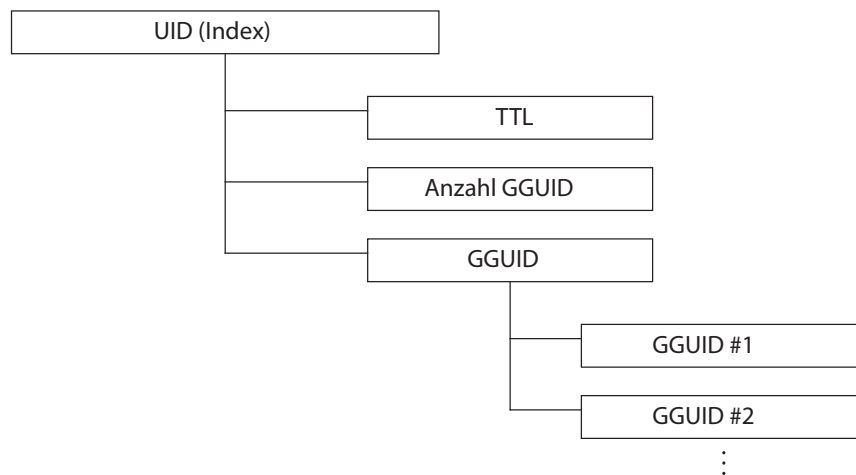 UID (Index)
TTL
Anzahl GGUID
GGUID
GGUID #1
GGUID #2
⋮